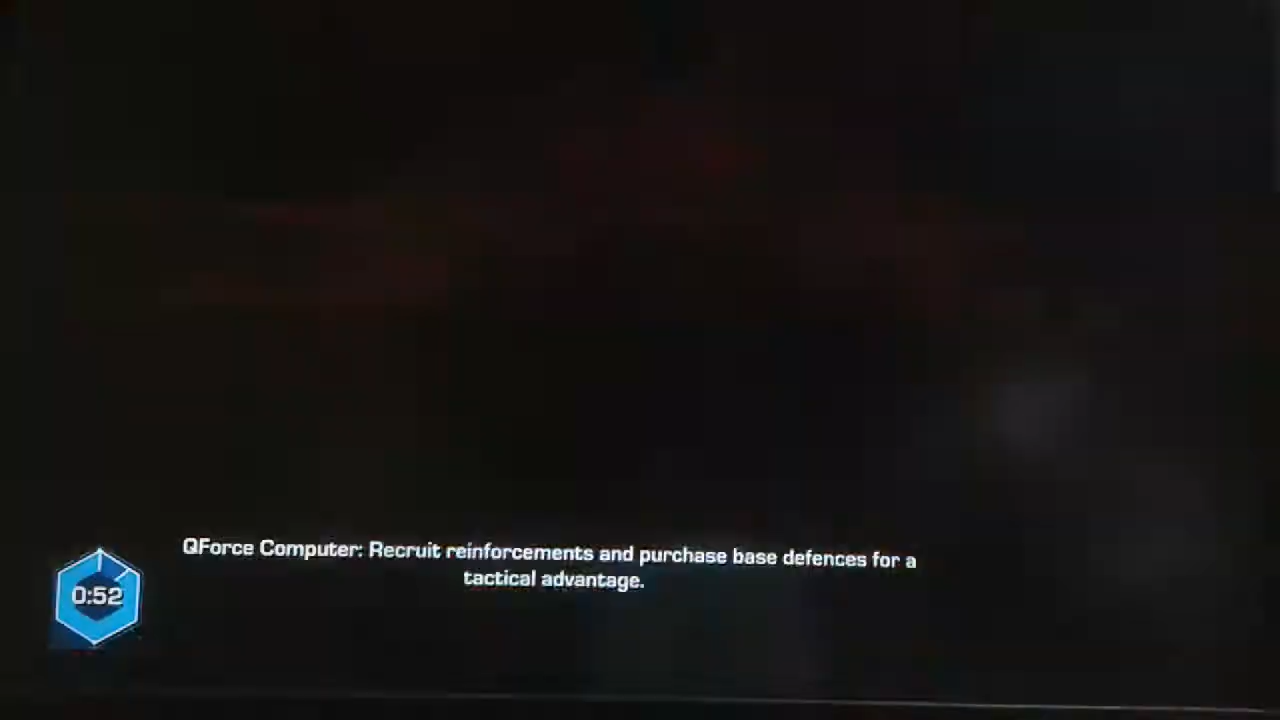 QForce Computer: Recruit reinforcements and purchase base defences for a
tactical advantage.
0:52